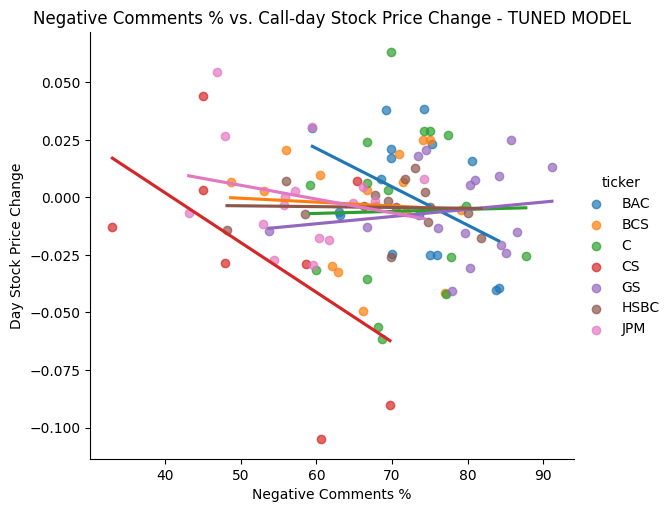 Negative Comments % vs. Call-day Stock Price Change - TUNED MODEL
Day Stock Price Change
0.050
0.025
0.000
−0.025
−0.050
−0.075
−0.100
40
50
60
70
80
90
Negative Comments %
ticker
BAC
BCS
C
CS
GS
HSBC
JPM